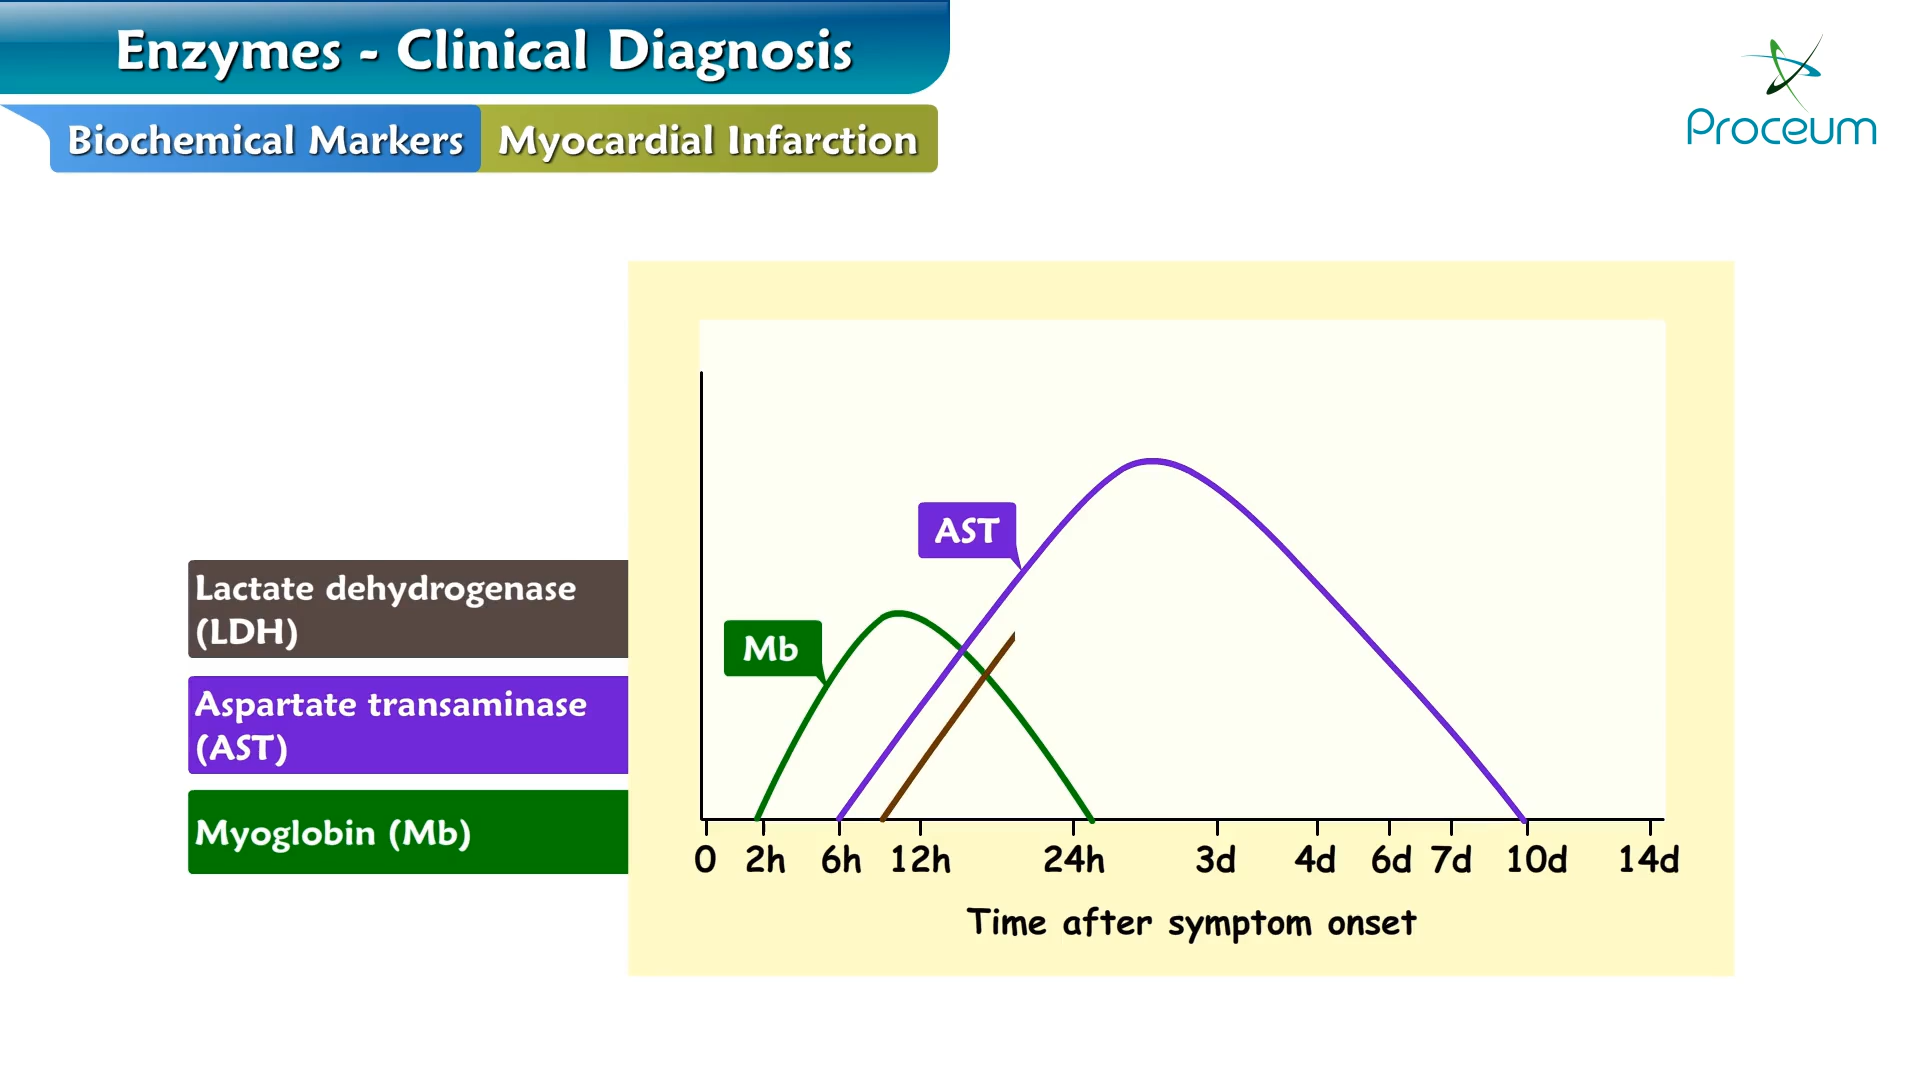 Enzymes - Clinical Diagnosis
Biochemical Markers
Myocardial Infarction
Proceum
Lactate dehydrogenase
(LDH)
Aspartate transaminase
(AST)
Myoglobin (Mb)
AST
Mb
0 2h 6h 12h 24h 3d 4d 6d 7d 10d 14d
Time after symptom onset